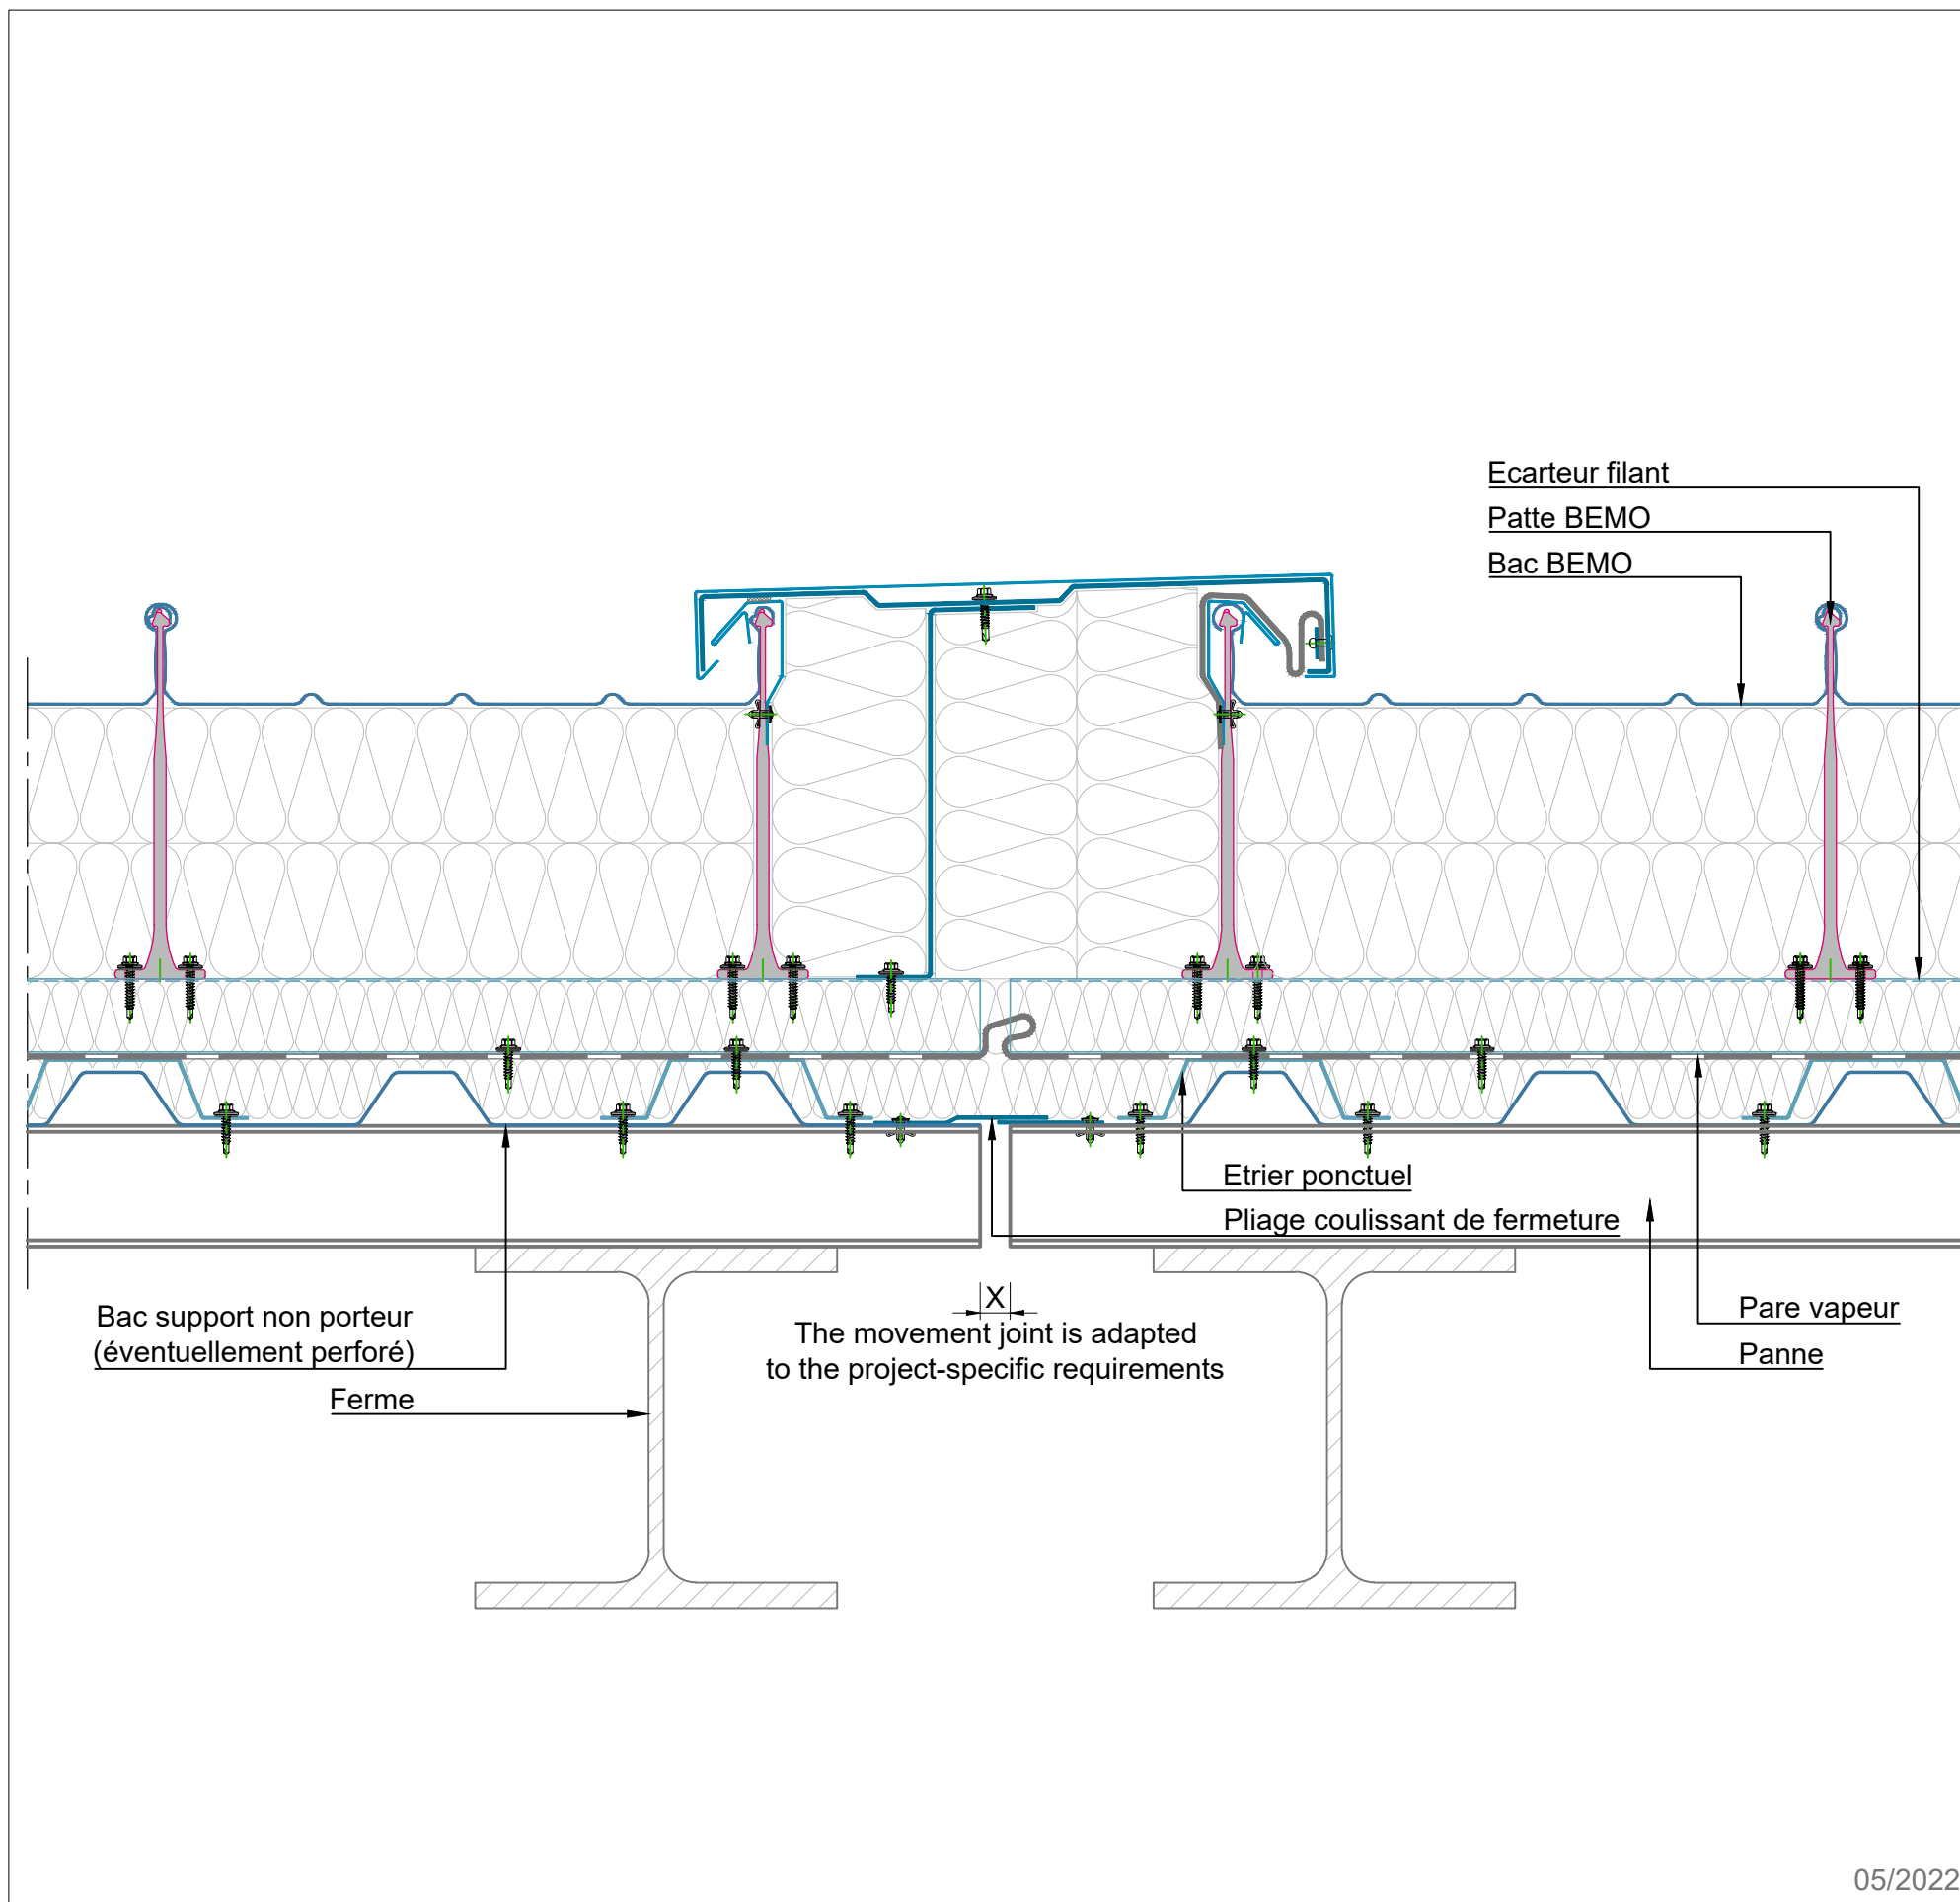 Ecarteur filant
Patte BEMO
Bac BEMO
Etrier ponctuel
Pliage coulissant de fermeture
Bac support non porteur
(éventuellement perforé)
Ferme
X
The movement joint is adapted
to the project-specific requirements
Pare vapeur
Panne
05/2022